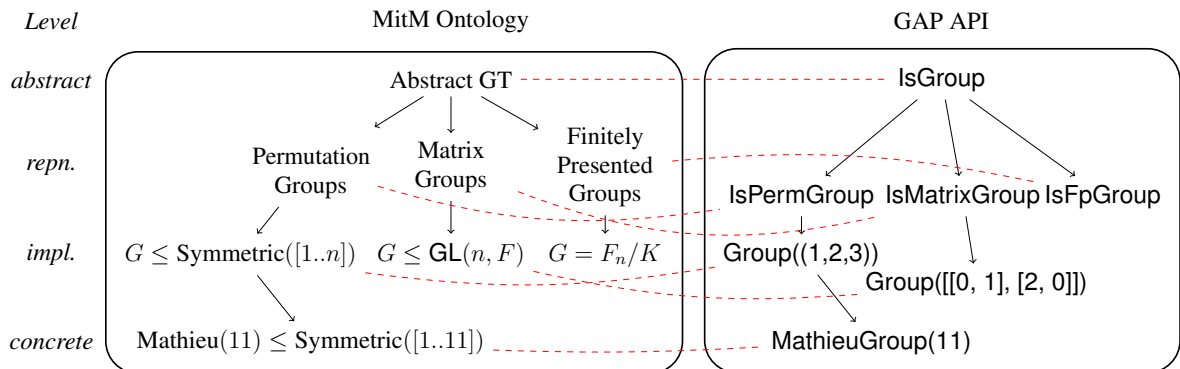 Level MitM Ontology GAP API
abstract Abstract GT IsGroup
repn. Permutation Groups Matrix Groups Finitely Presented Groups
IsPermGroup IsMatrixGroup IsFpGroup
impl. G ≤ Symmetric([1..n]) G ≤ GL(n, F) G = Fₙ/K Group((1,2,3))
Group([[0, 1], [2, 0]])
concrete Mathieu(11) ≤ Symmetric([1..11]) MathieuGroup(11)